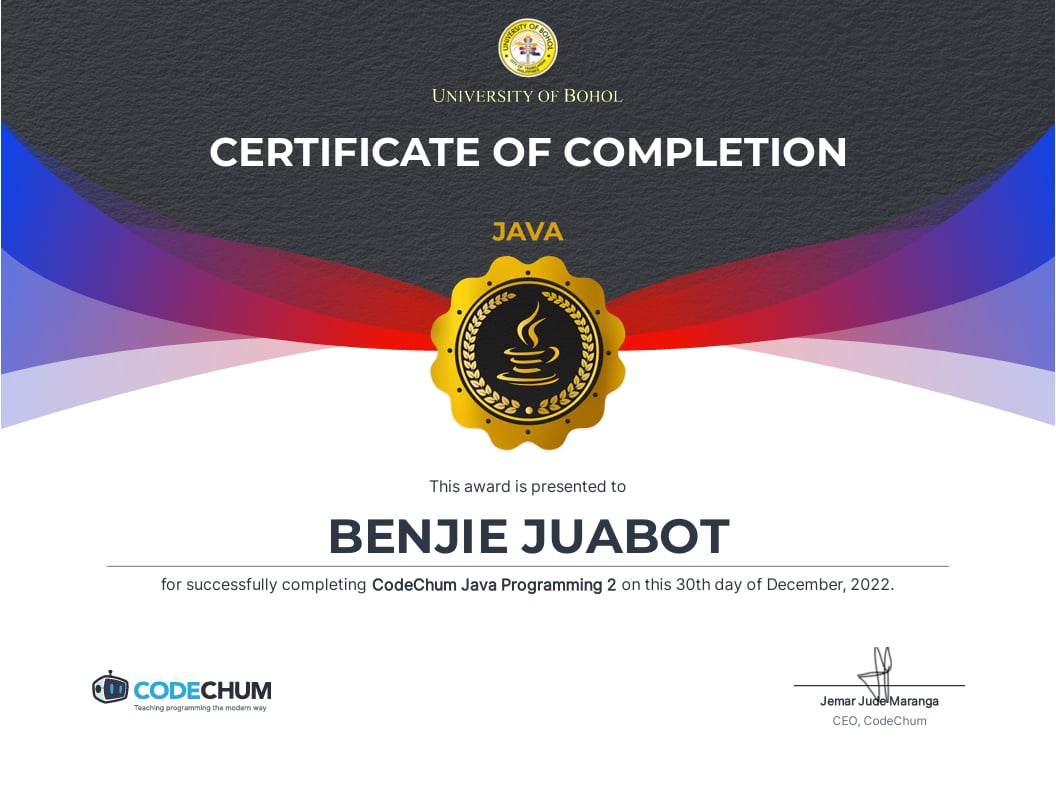 UNIVERSITY OF BOHOL
UNIVERSITY OF BOHOL
CERTIFICATE OF COMPLETION
JAVA
This award is presented to
BENJIE JUABOT
for successfully completing CodeChum Java Programming 2 on this 30th day of December, 2022.
CODECHUM
Teaching programming the modern way
Jemar Jude Maranga
CEO, CodeChum